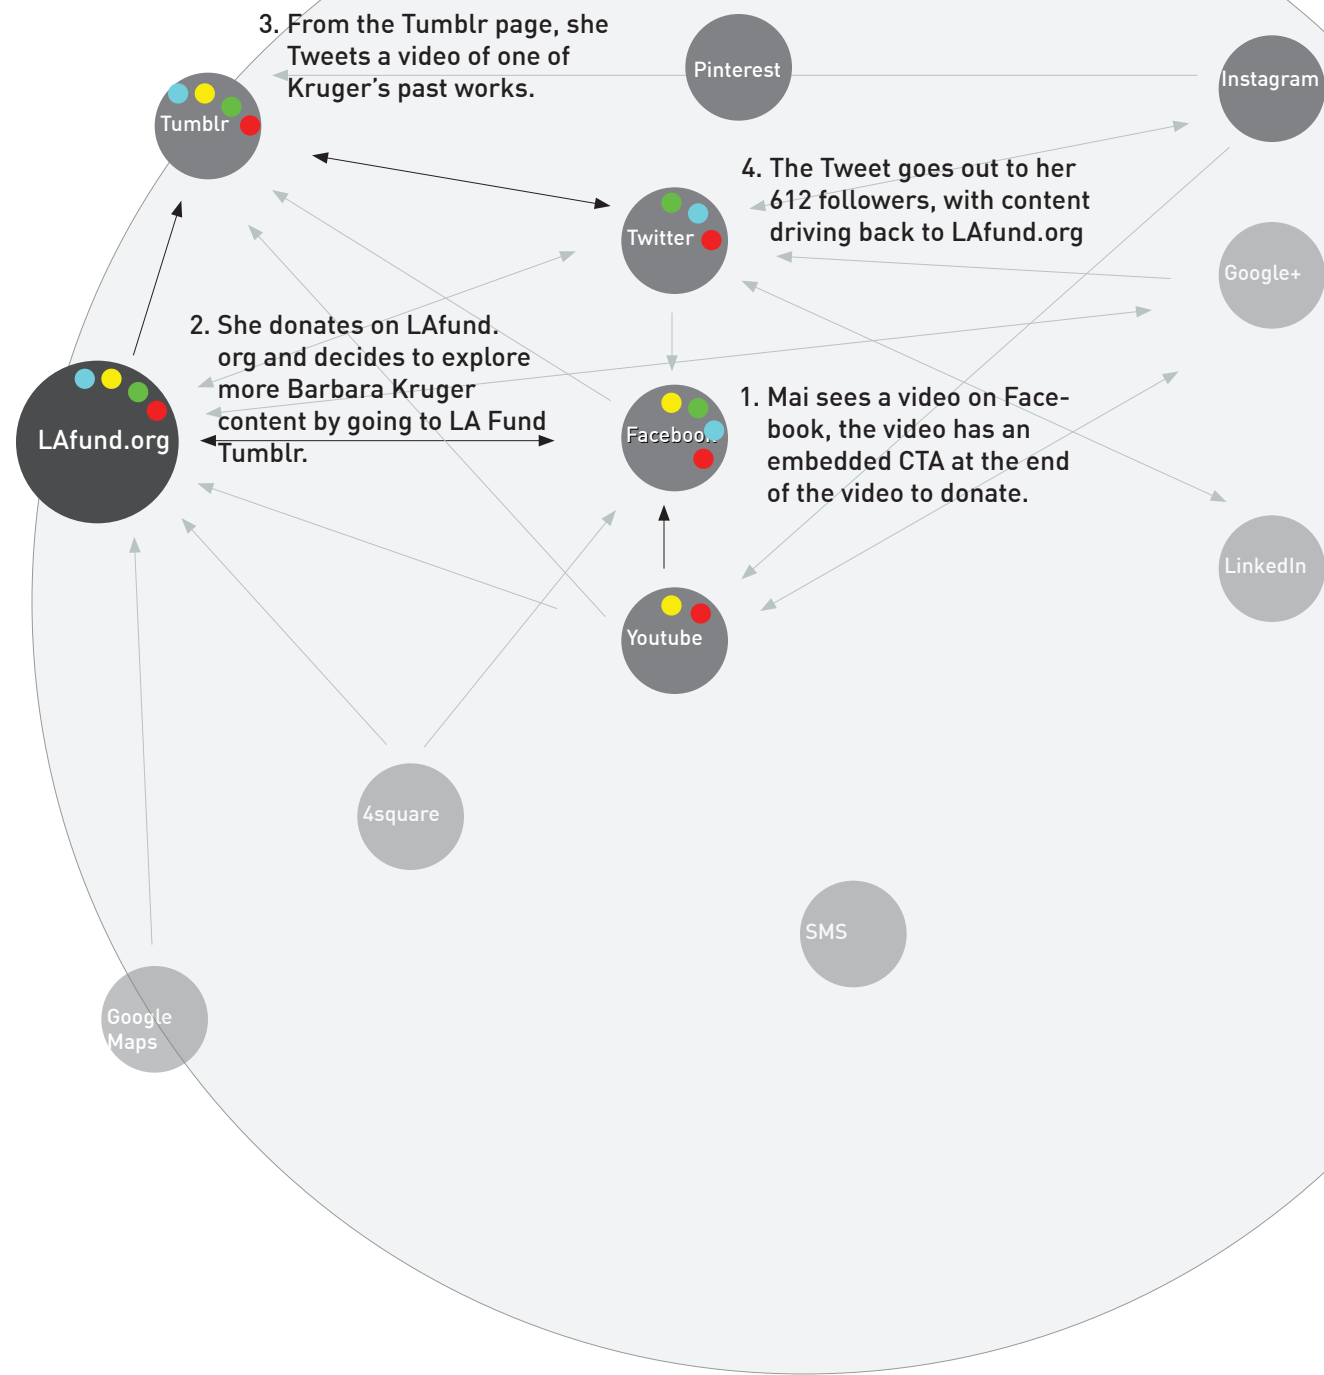 3. From the Tumblr page, she
Tweets a video of one of
Kruger's past works.
Pinterest
Instagram
Tumblr
4. The Tweet goes out to her
612 followers, with content
driving back to LAfund.org
Twitter
Google+
2. She donates on LAfund.
org and decides to explore
more Barbara Kruger
content by going to LA Fund
Tumblr.
LAfund.org
1. Mai sees a video on Face-
book, the video has an
embedded CTA at the end
of the video to donate.
Facebook
LinkedIn
Youtube
4square
SMS
Google
Maps